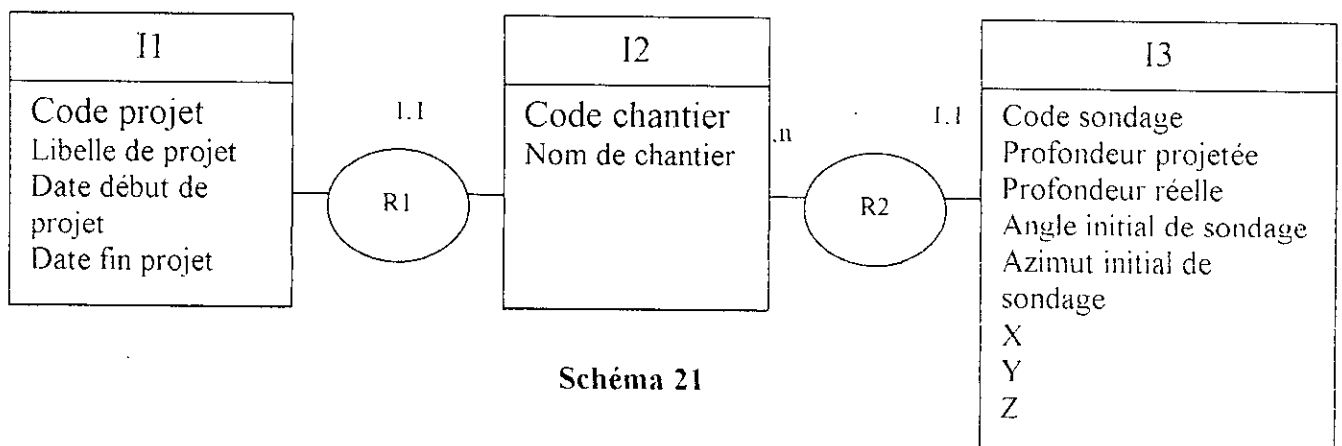 I1
Code projet
Libelle de projet
Date début de
projet
Date fin projet
1.1
R1
I2
Code chantier
Nom de chantier
.n
R2
1.1
I3
Code sondage
Profondeur projetée
Profondeur réelle
Angle initial de sondage
Azimut initial de
sondage
X
Y
Z
Schéma 21